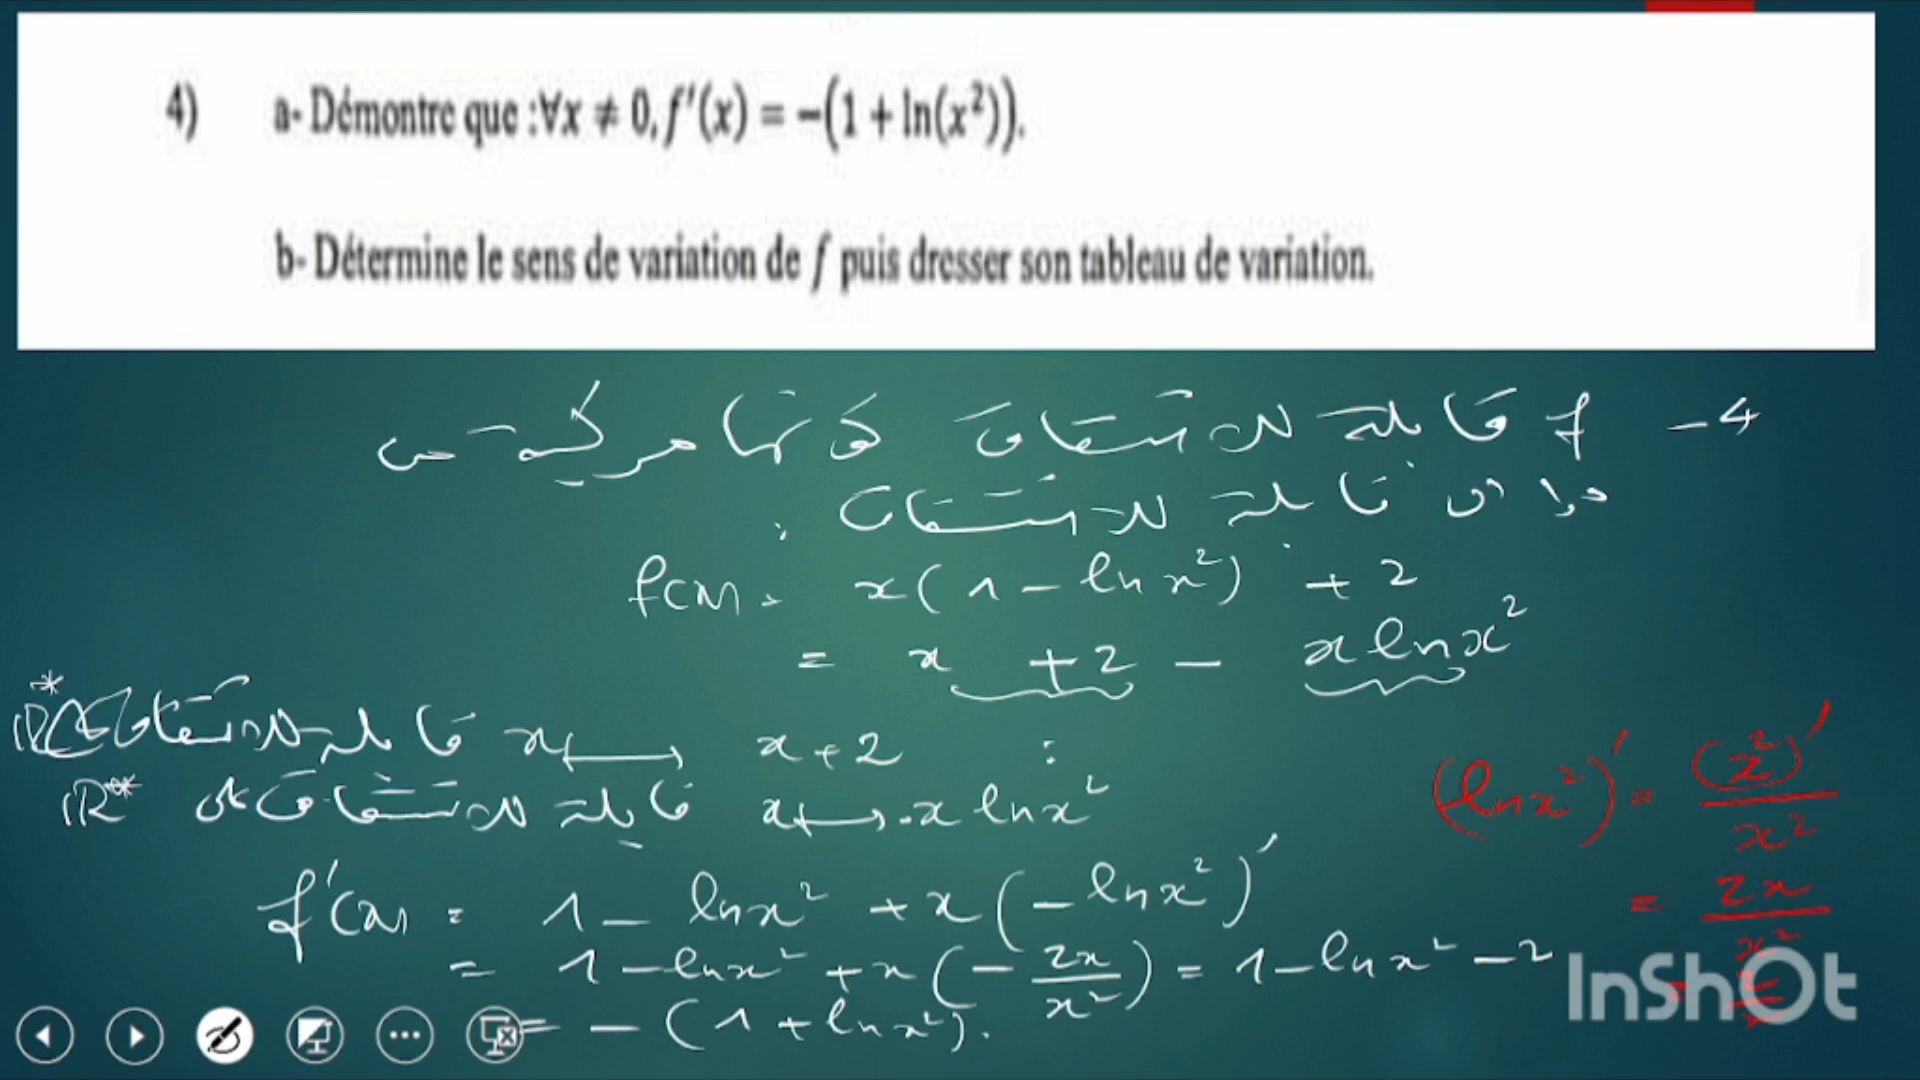 4) a- Démontre que :∀x ≠ 0, f'(x) = −(1 + ln(x²)).
b- Détermine le sens de variation de f puis dresser son tableau de variation.
4 - f قابلة للاشتقاق لأنها مركبة من
دوال قابلة للاشتقاق :
f(x) = x(1 − ln x²) + 2
= x + 2 − x ln x²
: x ⟼ x + 2 قابلة للاشتقاق ℝ*
x ⟼ x ln x² قابلة للاشتقاق على ℝ*
f'(x) = 1 − ln x² + x(− ln x²)'
= 1 − ln x² + x(− 2x/x²) = 1 − ln x² − 2
= − (1 + ln x²).
(ln x²)' = (x²)'/x²
= 2x/x²
InShOt